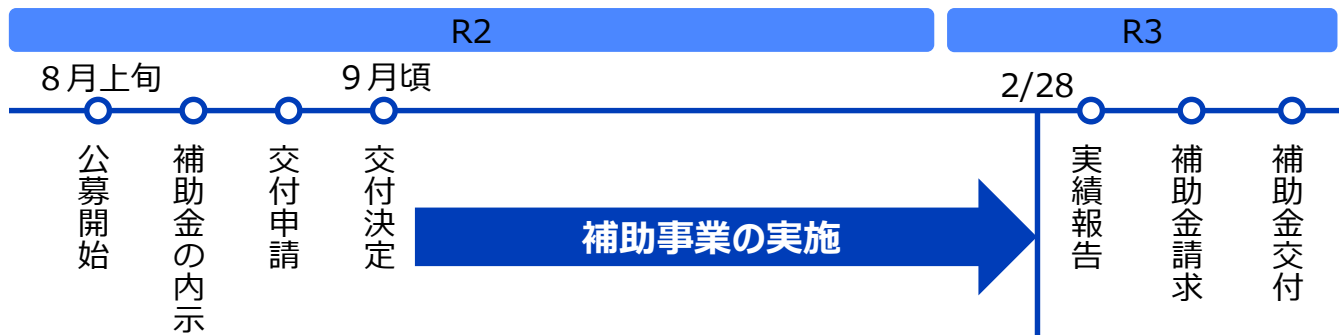 R2
R3
８月上旬
９月頃
2/28
公募開始
補助金の内示
交付申請
交付決定
補助事業の実施
実績報告
補助金請求
補助金交付